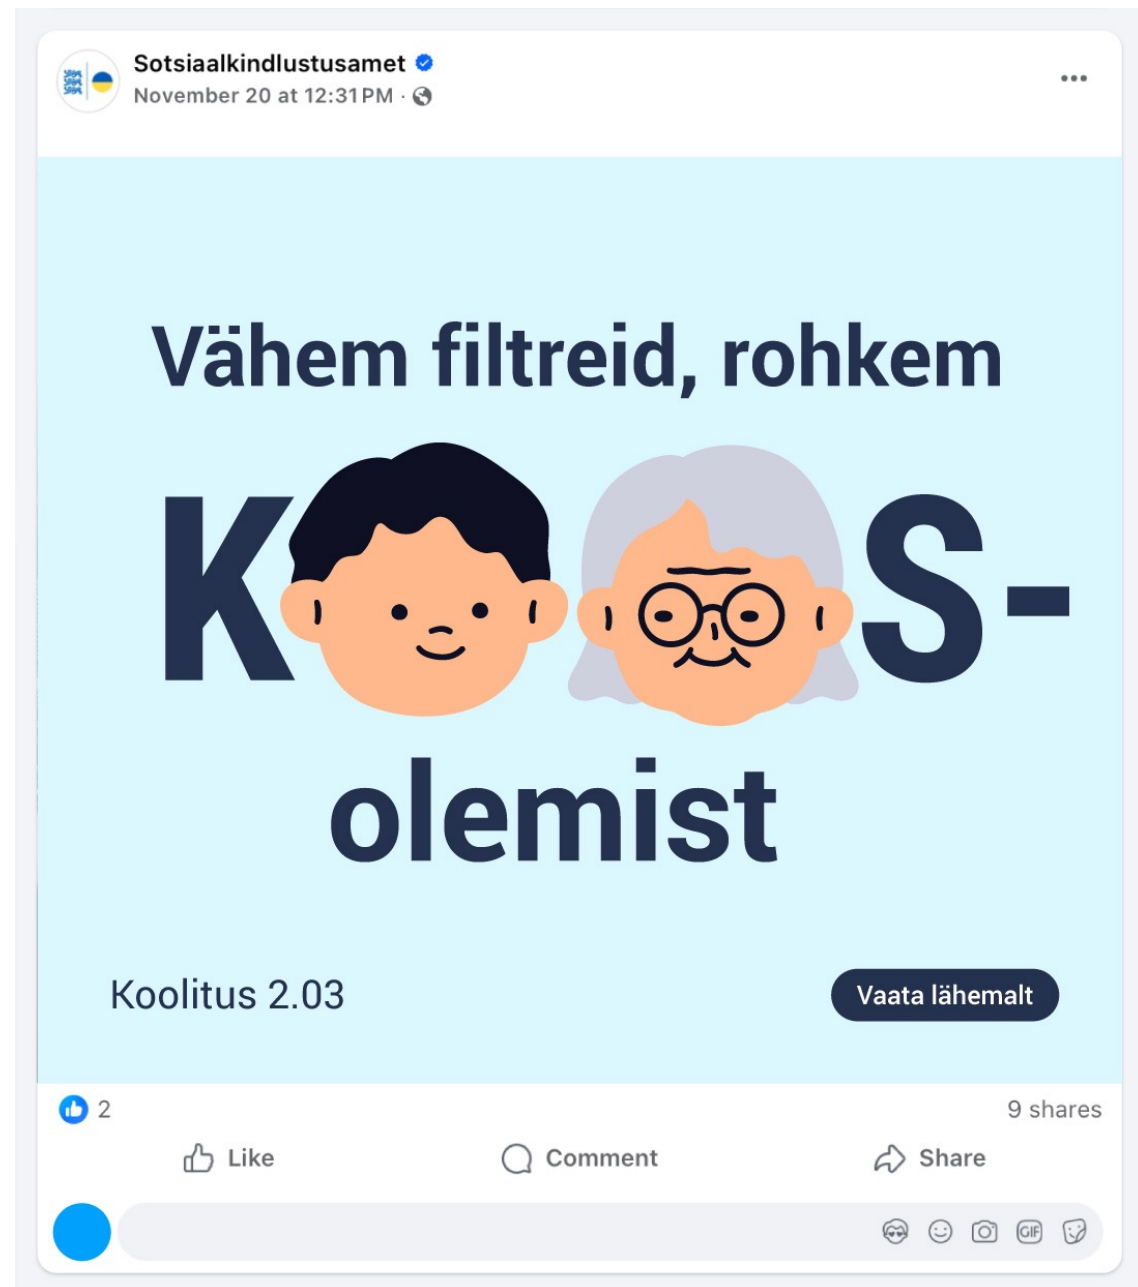 Sotsiaalkindlustusamet
November 20 at 12:31 PM ·
Vähem filtreid, rohkem
K S-
olemist
Koolitus 2.03
Vaata lähemalt
2
9 shares
Like
Comment
Share
GIF